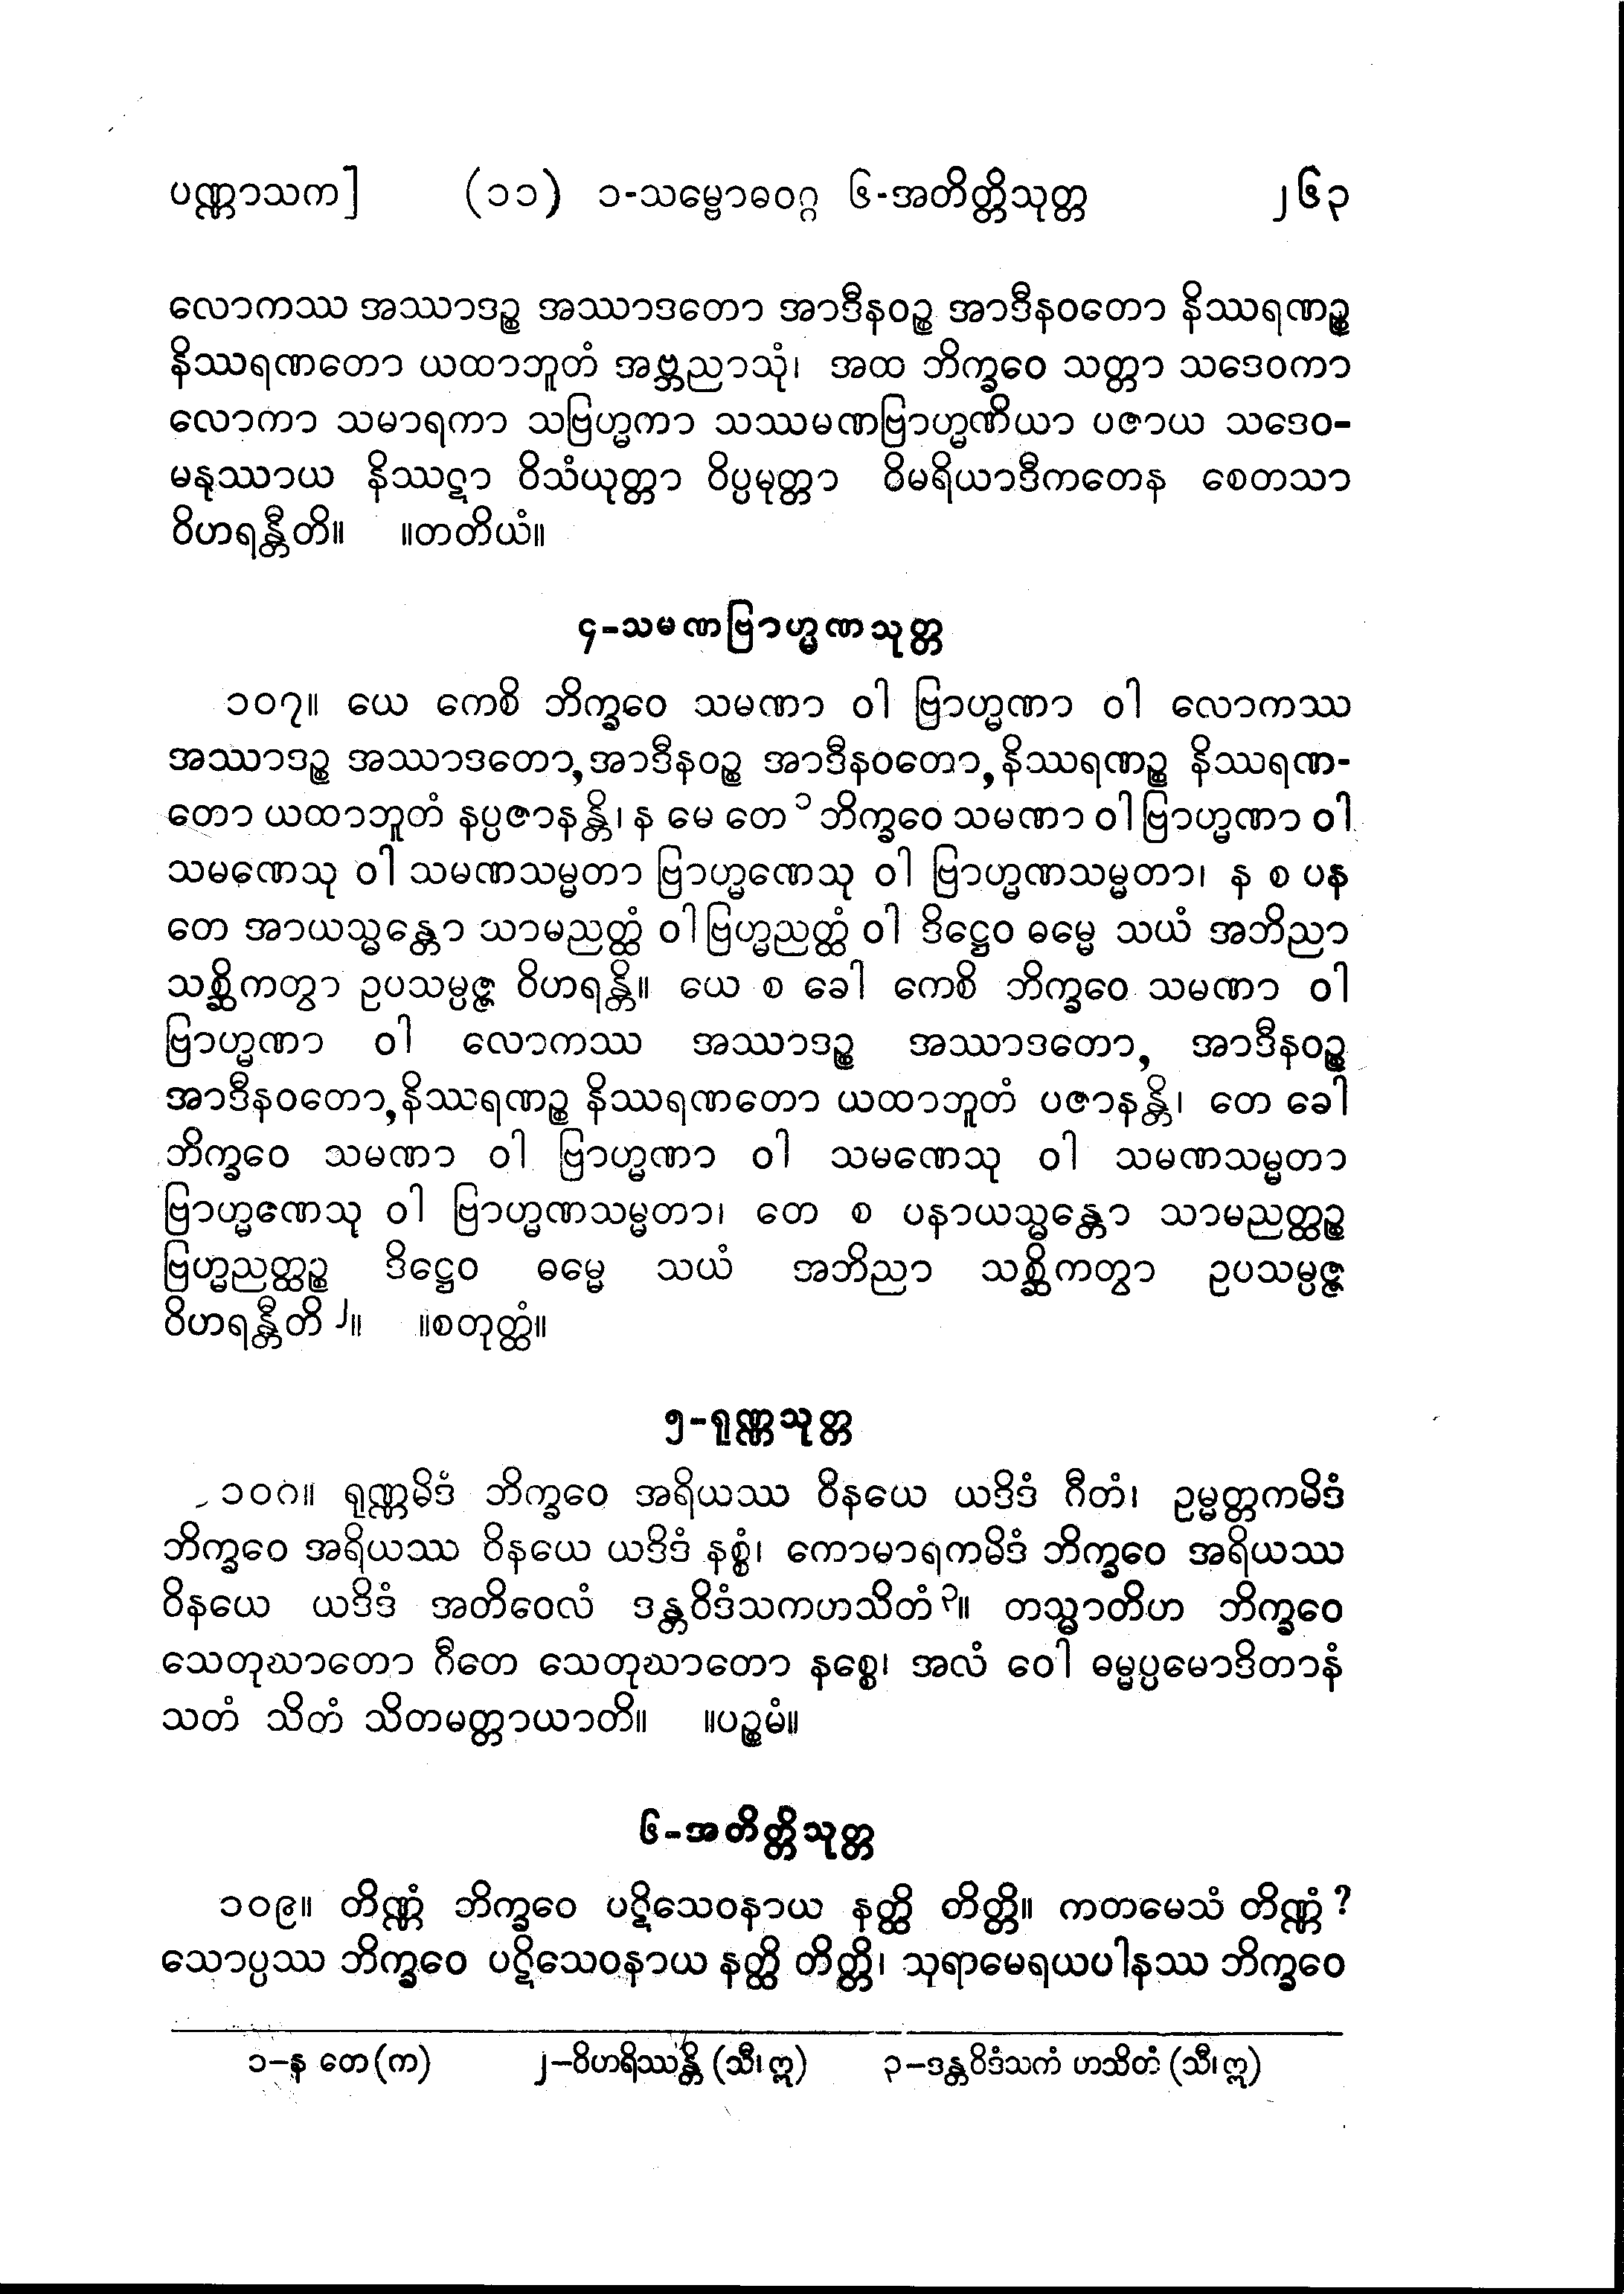 ပဏ္ဏာသက] (၁၁) ၁-သမ္ဗောဓဝဂ္ဂ ၆-အတိတ္တိသုတ္တ ၂၆၃
လောကဿ အဿာဒဉ္စ အဿာဒတော အာဒီနဝဉ္စ အာဒီနဝတော နိဿရဏဉ္စ
နိဿရဏတော ယထာဘူတံ အဗ္ဘညာသုံ၊ အထ ဘိက္ခဝေ သတ္တာ သဒေဝကာ
လောကာ သမာရကာ သဗြဟ္မကာ သဿမဏဗြာဟ္မဏိယာ ပဇာယ သဒေဝ-
မနုဿာယ နိဿဋာ ဝိသံယုတ္တာ ဝိပ္ပမုတ္တာ ဝိမရိယာဒီကတေန စေတသာ
ဝိဟရန္တီတိ။ ။တတိယံ။
၄-သမဏဗြာဟ္မဏသုတ္တ
၁၀၇။ ယေ ကေစိ ဘိက္ခဝေ သမဏာ ဝါ ဗြာဟ္မဏာ ဝါ လောကဿ
အဿာဒဉ္စ အဿာဒတော, အာဒီနဝဉ္စ အာဒီနဝတော, နိဿရဏဉ္စ နိဿရဏ-
တော ယထာဘူတံ နပ္ပဇာနန္တိ၊ န မေ တေ ၁ ဘိက္ခဝေ သမဏာ ဝါ ဗြာဟ္မဏာ ဝါ
သမဏေသု ဝါ သမဏသမ္မတာ ဗြာဟ္မဏေသု ဝါ ဗြာဟ္မဏသမ္မတာ၊ န စ ပန
တေ အာယသ္မန္တော သာမညတ္ထံ ဝါ ဗြဟ္မညတ္ထံ ဝါ ဒိဋ္ဌေဝ ဓမ္မေ သယံ အဘိညာ
သစ္ဆိကတွာ ဥပသမ္ပဇ္ဇ ဝိဟရန္တိ။ ယေ စ ခေါ ကေစိ ဘိက္ခဝေ သမဏာ ဝါ
ဗြာဟ္မဏာ ဝါ လောကဿ အဿာဒဉ္စ အဿာဒတော, အာဒီနဝဉ္စ
အာဒီနဝတော, နိဿရဏဉ္စ နိဿရဏတော ယထာဘူတံ ပဇာနန္တိ၊ တေ ခေါ
ဘိက္ခဝေ သမဏာ ဝါ ဗြာဟ္မဏာ ဝါ သမဏေသု ဝါ သမဏသမ္မတာ
ဗြာဟ္မဏေသု ဝါ ဗြာဟ္မဏသမ္မတာ၊ တေ စ ပနာယသ္မန္တော သာမညတ္ထဉ္စ
ဗြဟ္မညတ္ထဉ္စ ဒိဋ္ဌေဝ ဓမ္မေ သယံ အဘိညာ သစ္ဆိကတွာ ဥပသမ္ပဇ္ဇ
ဝိဟရန္တီတိ ၂။ ။စတုတ္ထံ။
၅-ရုဏ္ဏသုတ္တ
၁၀၈။ ရုဏ္ဏမိဒံ ဘိက္ခဝေ အရိယဿ ဝိနယေ ယဒိဒံ ဂီတံ၊ ဥမ္မတ္တကမိဒံ
ဘိက္ခဝေ အရိယဿ ဝိနယေ ယဒိဒံ နစ္စံ၊ ကောမာရကမိဒံ ဘိက္ခဝေ အရိယဿ
ဝိနယေ ယဒိဒံ အတိဝေလံ ဒန္တဝိဒံသကဟသိတံ ၃။ တသ္မာတိဟ ဘိက္ခဝေ
သေတုဃာတော ဂီတေ သေတုဃာတော နစ္စေ၊ အလံ ဝေါ ဓမ္မပ္ပမောဒိတာနံ
သတံ သိတံ သိတမတ္တာယာတိ။ ။ပဉ္စမံ။
၆-အတိတ္တိသုတ္တ
၁၀၉။ တိဏ္ဏံ ဘိက္ခဝေ ပဋိသေဝနာယ နတ္ထိ တိတ္တိ။ ကတမေသံ တိဏ္ဏံ ?
သောပ္ပဿ ဘိက္ခဝေ ပဋိသေဝနာယ နတ္ထိ တိတ္တိ၊ သုရာမေရယပါနဿ ဘိက္ခဝေ
၁–န တေ (က) ၂–ဝိဟရိဿန္တိ (သီ၊ ဣ) ၃–ဒန္တဝိဒံသကံ ဟသိတံ (သီ၊ ဣ)